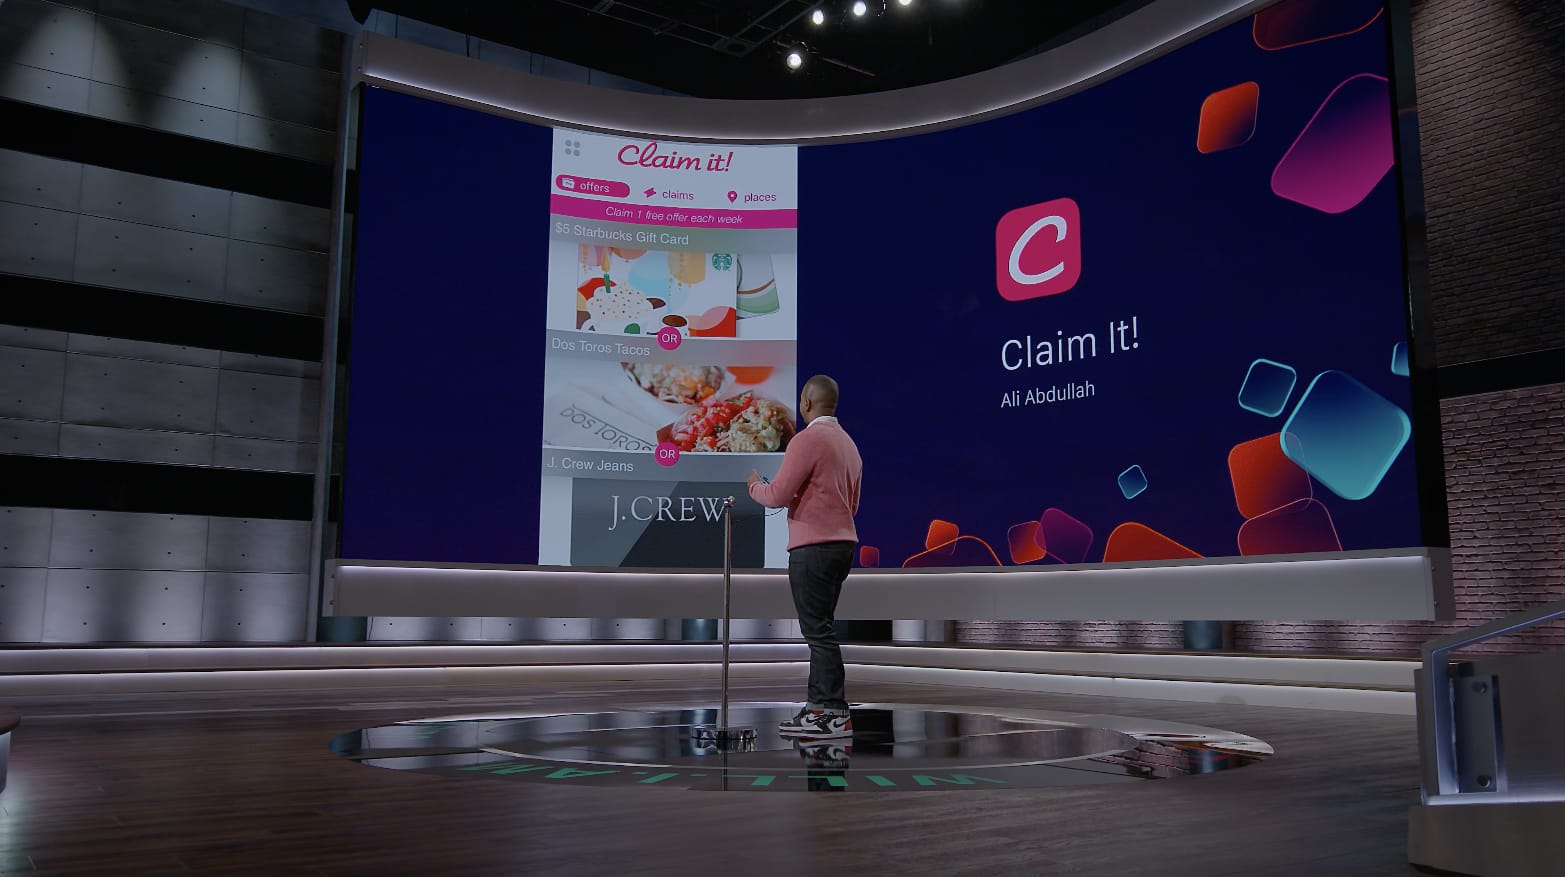 Claim it!
offers
claims
places
Claim 1 free offer each week
$5 Starbucks Gift Card
OR
Dos Toros Tacos
DOS TOROS
OR
J. Crew Jeans
J.CREW
C
Claim It!
Ali Abdullah
WILL.I.AM